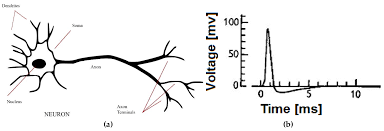 Dendrites
Soma
Axon
Nucleus
NEURON
Axon
Terminals
(a)
Voltage [mv]
100
50
0
0
5
10
Time [ms]
(b)